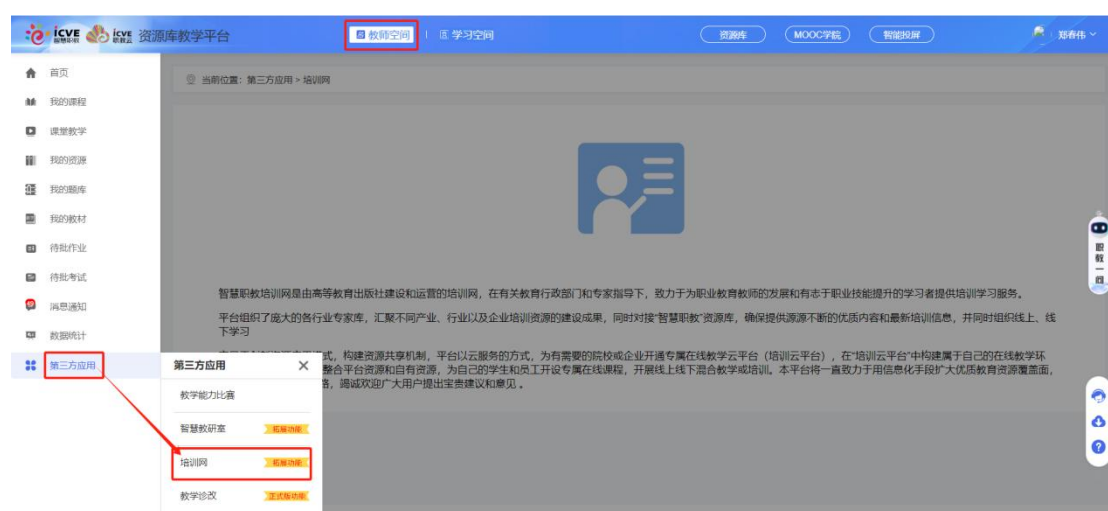 icve 智慧职教 icve 职教云 资源库教学平台 教师空间 学习空间 资源库 MOOC学院 智能投屏 郑春伟
首页
当前位置：第三方应用 > 培训网
我的课程
课堂教学
我的资源
我的题库
我的教材
待批作业
待批考试
消息通知
数据统计
第三方应用
智慧职教培训网是由高等教育出版社建设和运营的培训网，在有关教育行政部门和专家指导下，致力于为职业教育教师的发展和有志于职业技能提升的学习者提供培训学习服务。
平台组织了庞大的各行业专家库，汇聚不同产业、行业以及企业培训资源的建设成果，同时对接"智慧职教"资源库，确保提供源源不断的优质内容和最新培训信息，并同时组织线上、线
下学习
式，构建资源共享机制，平台以云服务的方式，为有需要的院校或企业开通专属在线教学云平台（培训云平台），在"培训云平台"中构建属于自己的在线教学环
整合平台资源和自有资源，为自己的学生和员工开设专属在线课程，开展线上线下混合教学或培训。本平台将一直致力于用信息化手段扩大优质教育资源覆盖面，
竭诚欢迎广大用户提出宝贵建议和意见 。
第三方应用
教学能力比赛
智慧教研室 拓展功能
培训网 拓展功能
教学诊改 正式版功能
职教一问